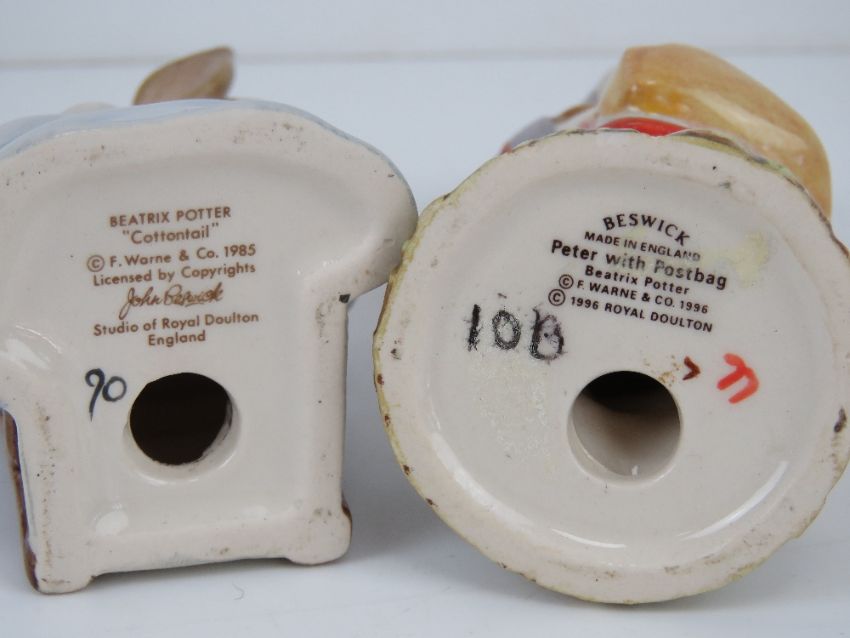 BEATRIX POTTER
"Cottontail"
© F. Warne & Co. 1985
Licensed by Copyrights
John Beswick
Studio of Royal Doulton
England
90
BESWICK
MADE IN ENGLAND
Peter with Postbag
Beatrix Potter
© F. WARNE & CO. 1996
© 1996 ROYAL DOULTON